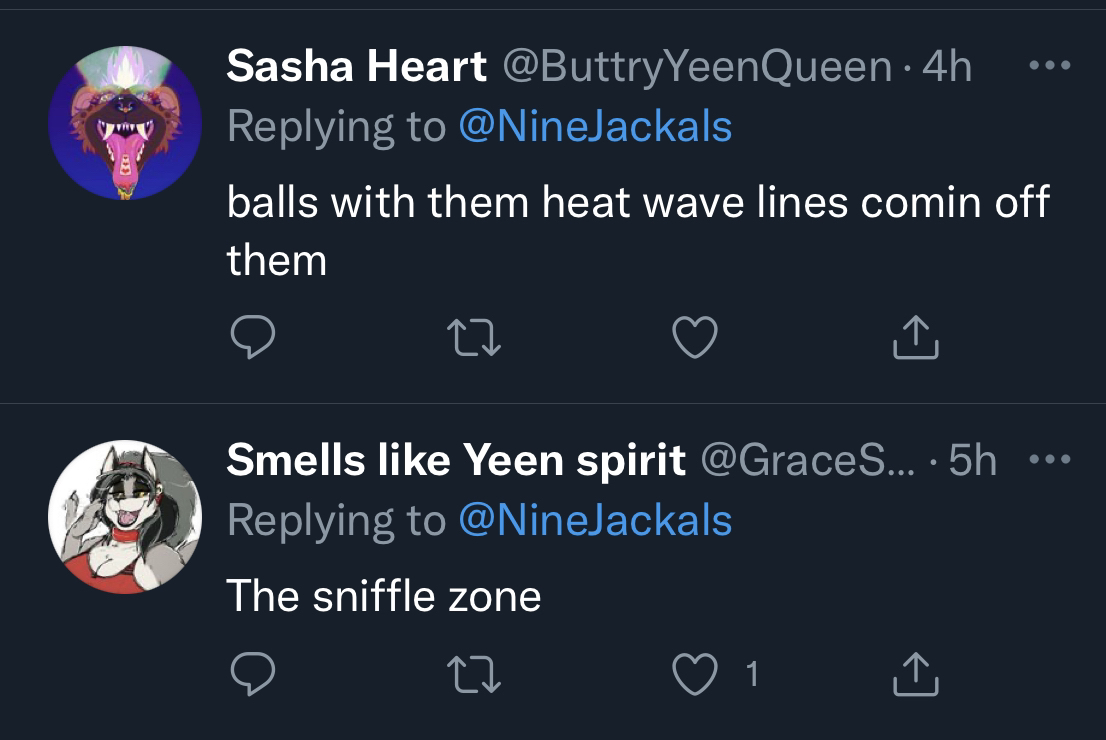 Sasha Heart @ButtryYeenQueen · 4h
Replying to @NineJackals
balls with them heat wave lines comin off
them
Smells like Yeen spirit @GraceS... · 5h
Replying to @NineJackals
The sniffle zone
1